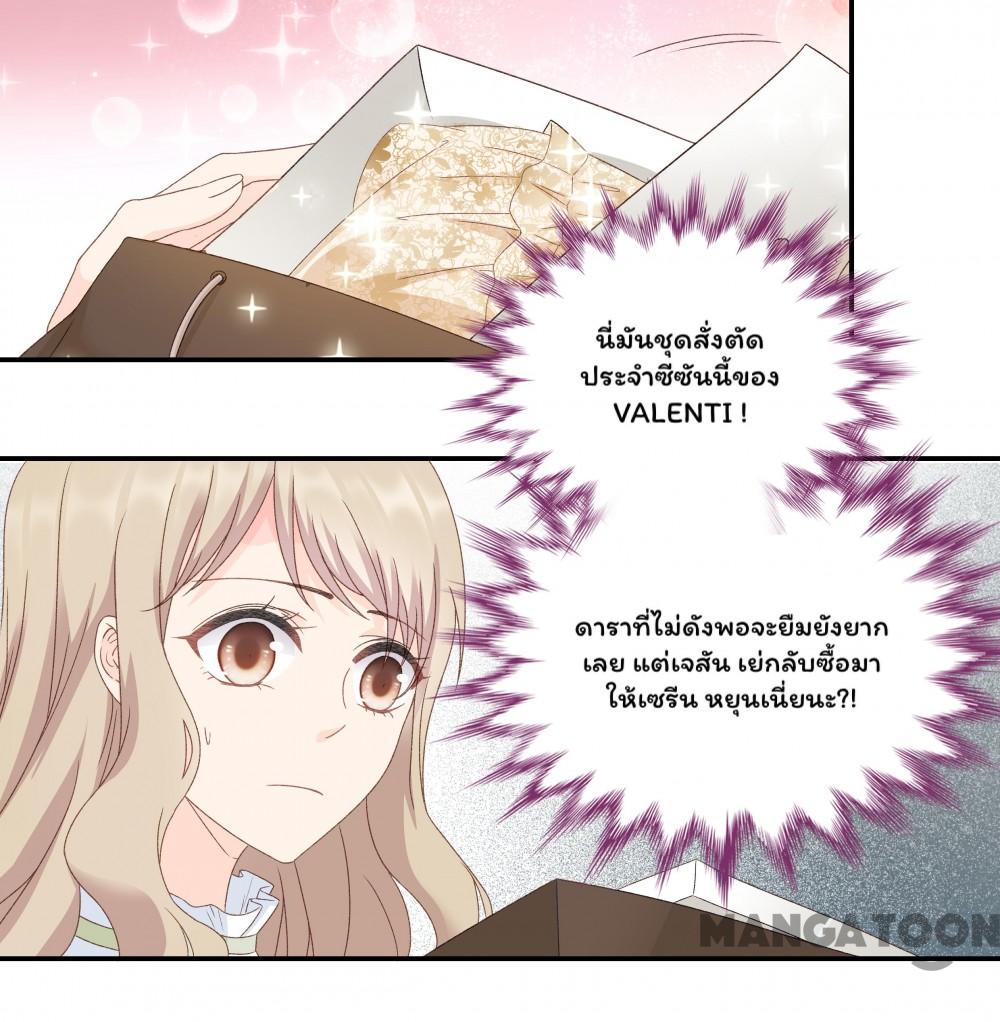 นี่มันชุดสั่งตัด
ประจำซีซันนี้ของ
VALENTI !
ดาราที่ไม่ดังพอจะยืมยังยาก
เลย แต่เจสัน เย่กลับซื้อมา
ให้เซรีน หยุนเนี่ยนะ?!
MANGATOON